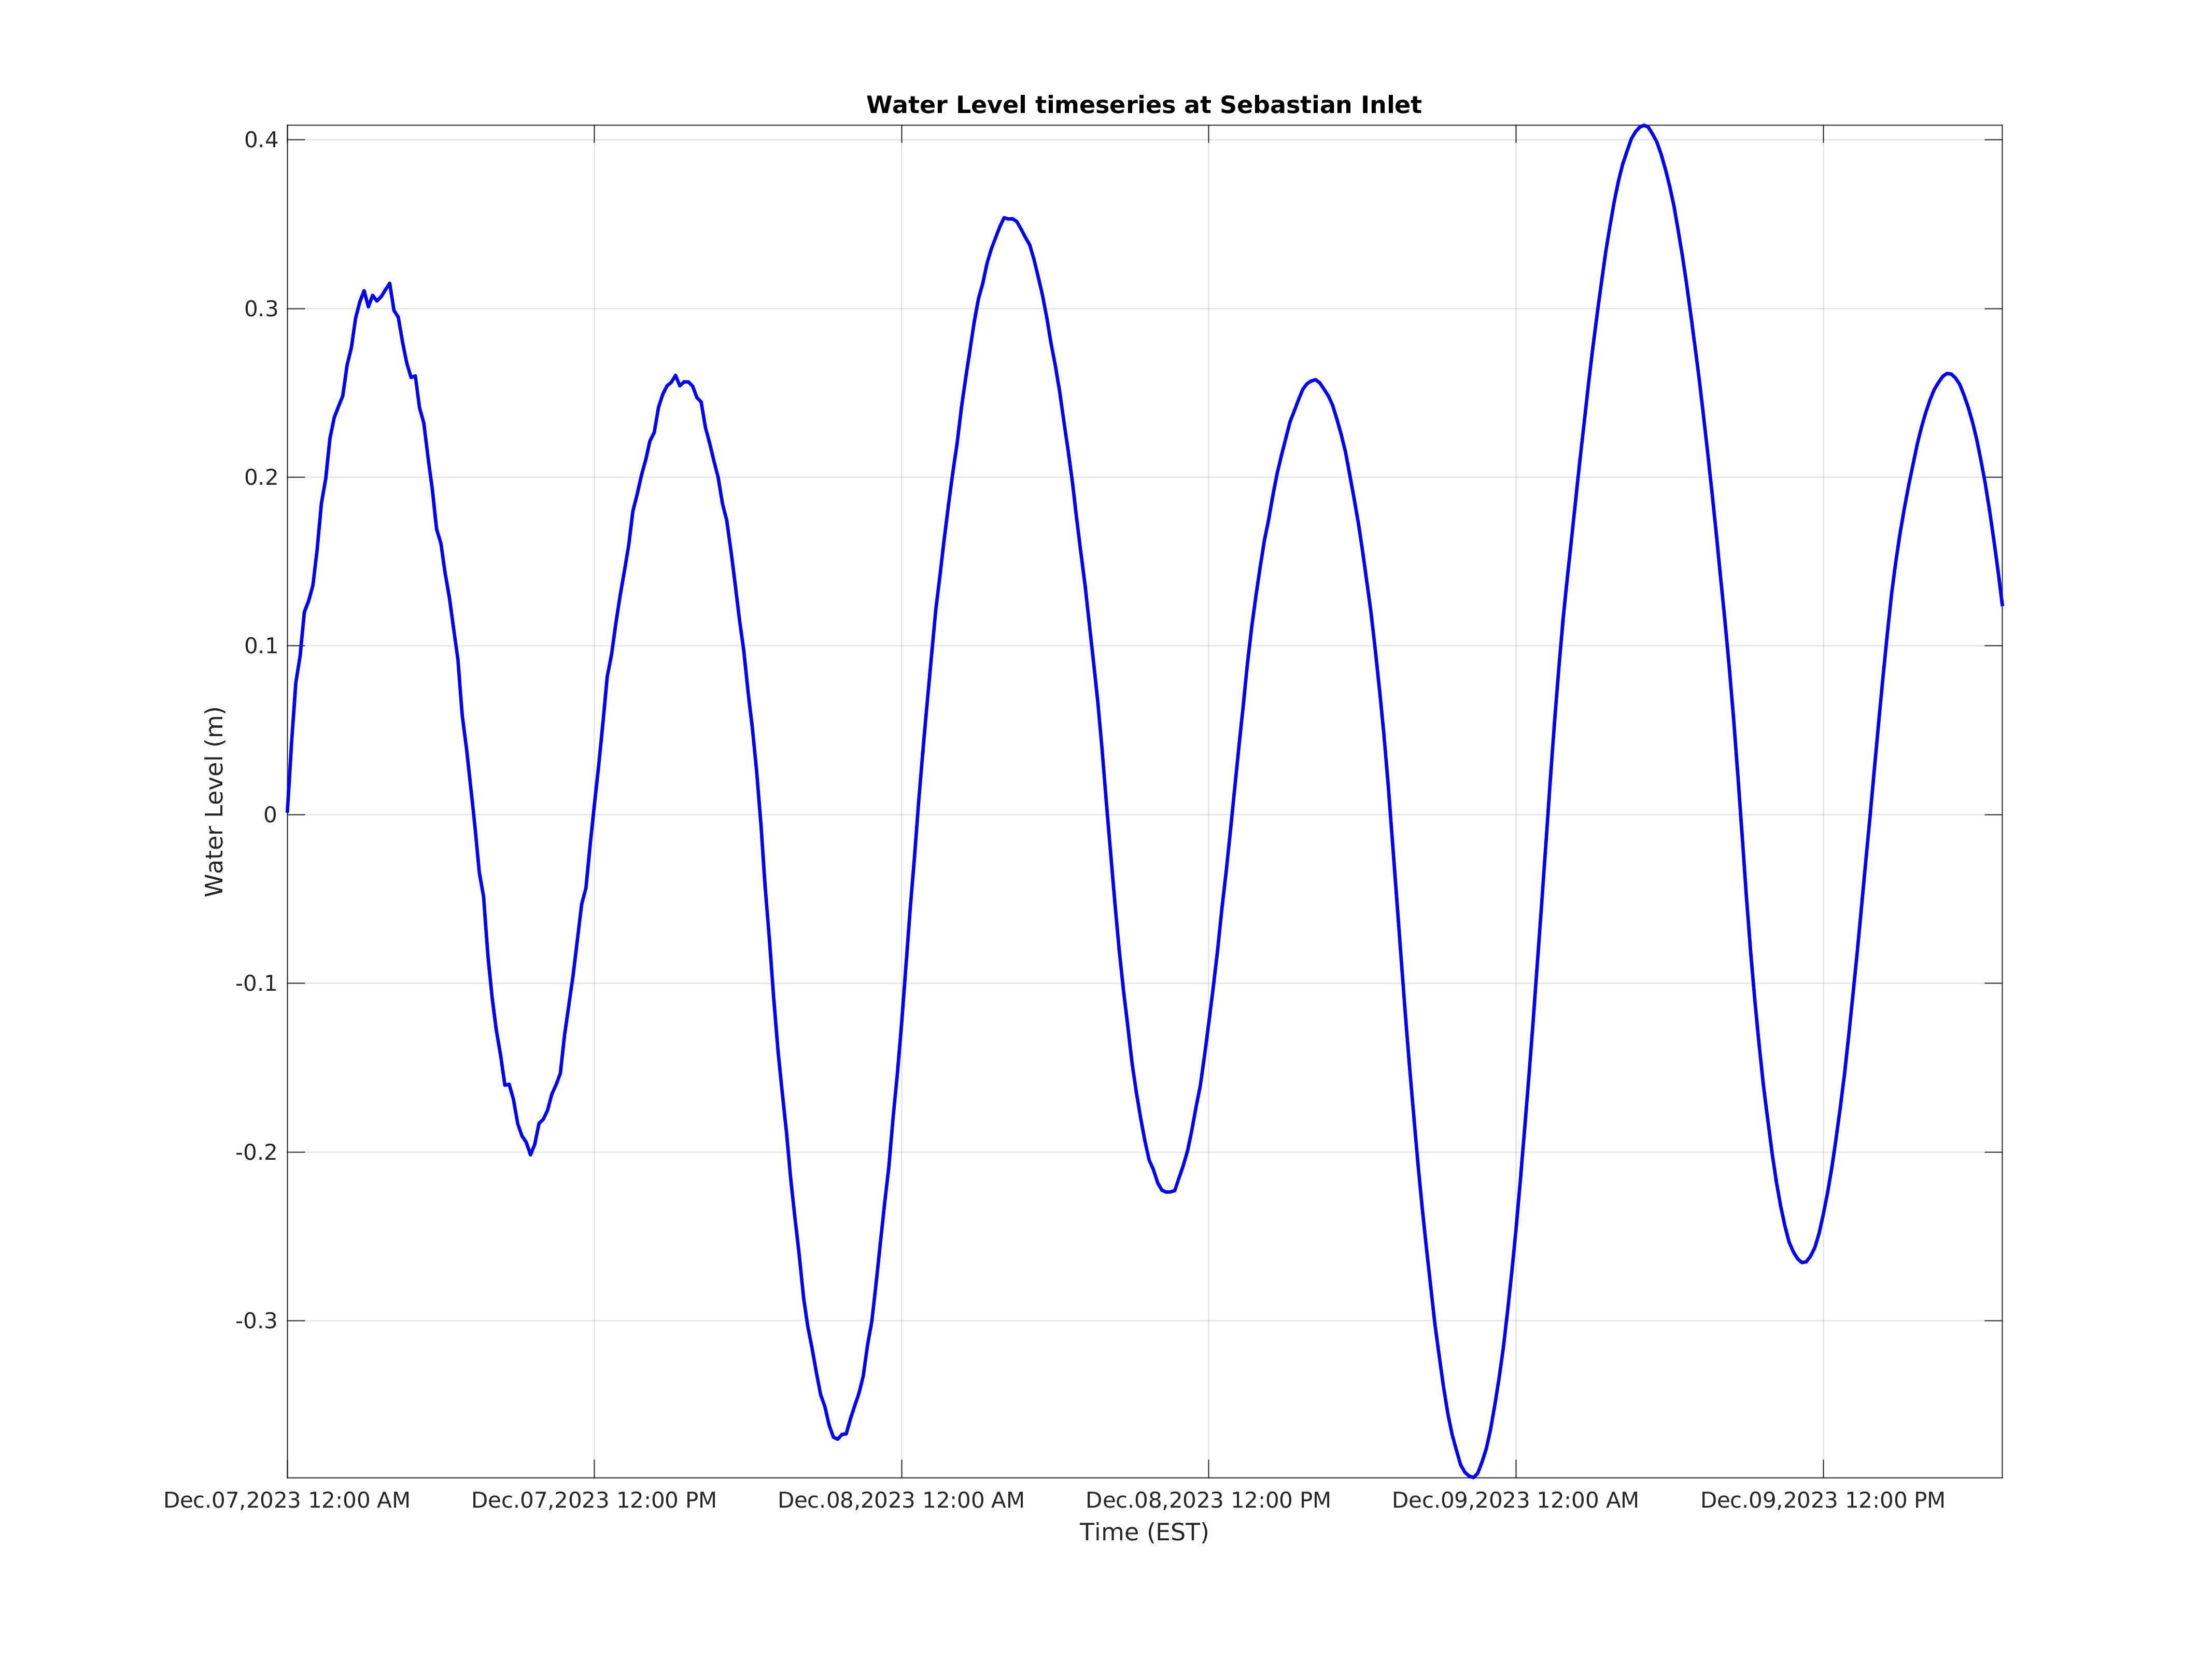 Water Level timeseries at Sebastian Inlet
0.4
0.3
0.2
0.1
0
-0.1
-0.2
-0.3
Water Level (m)
Dec.07,2023 12:00 AM
Dec.07,2023 12:00 PM
Dec.08,2023 12:00 AM
Dec.08,2023 12:00 PM
Dec.09,2023 12:00 AM
Dec.09,2023 12:00 PM
Time (EST)